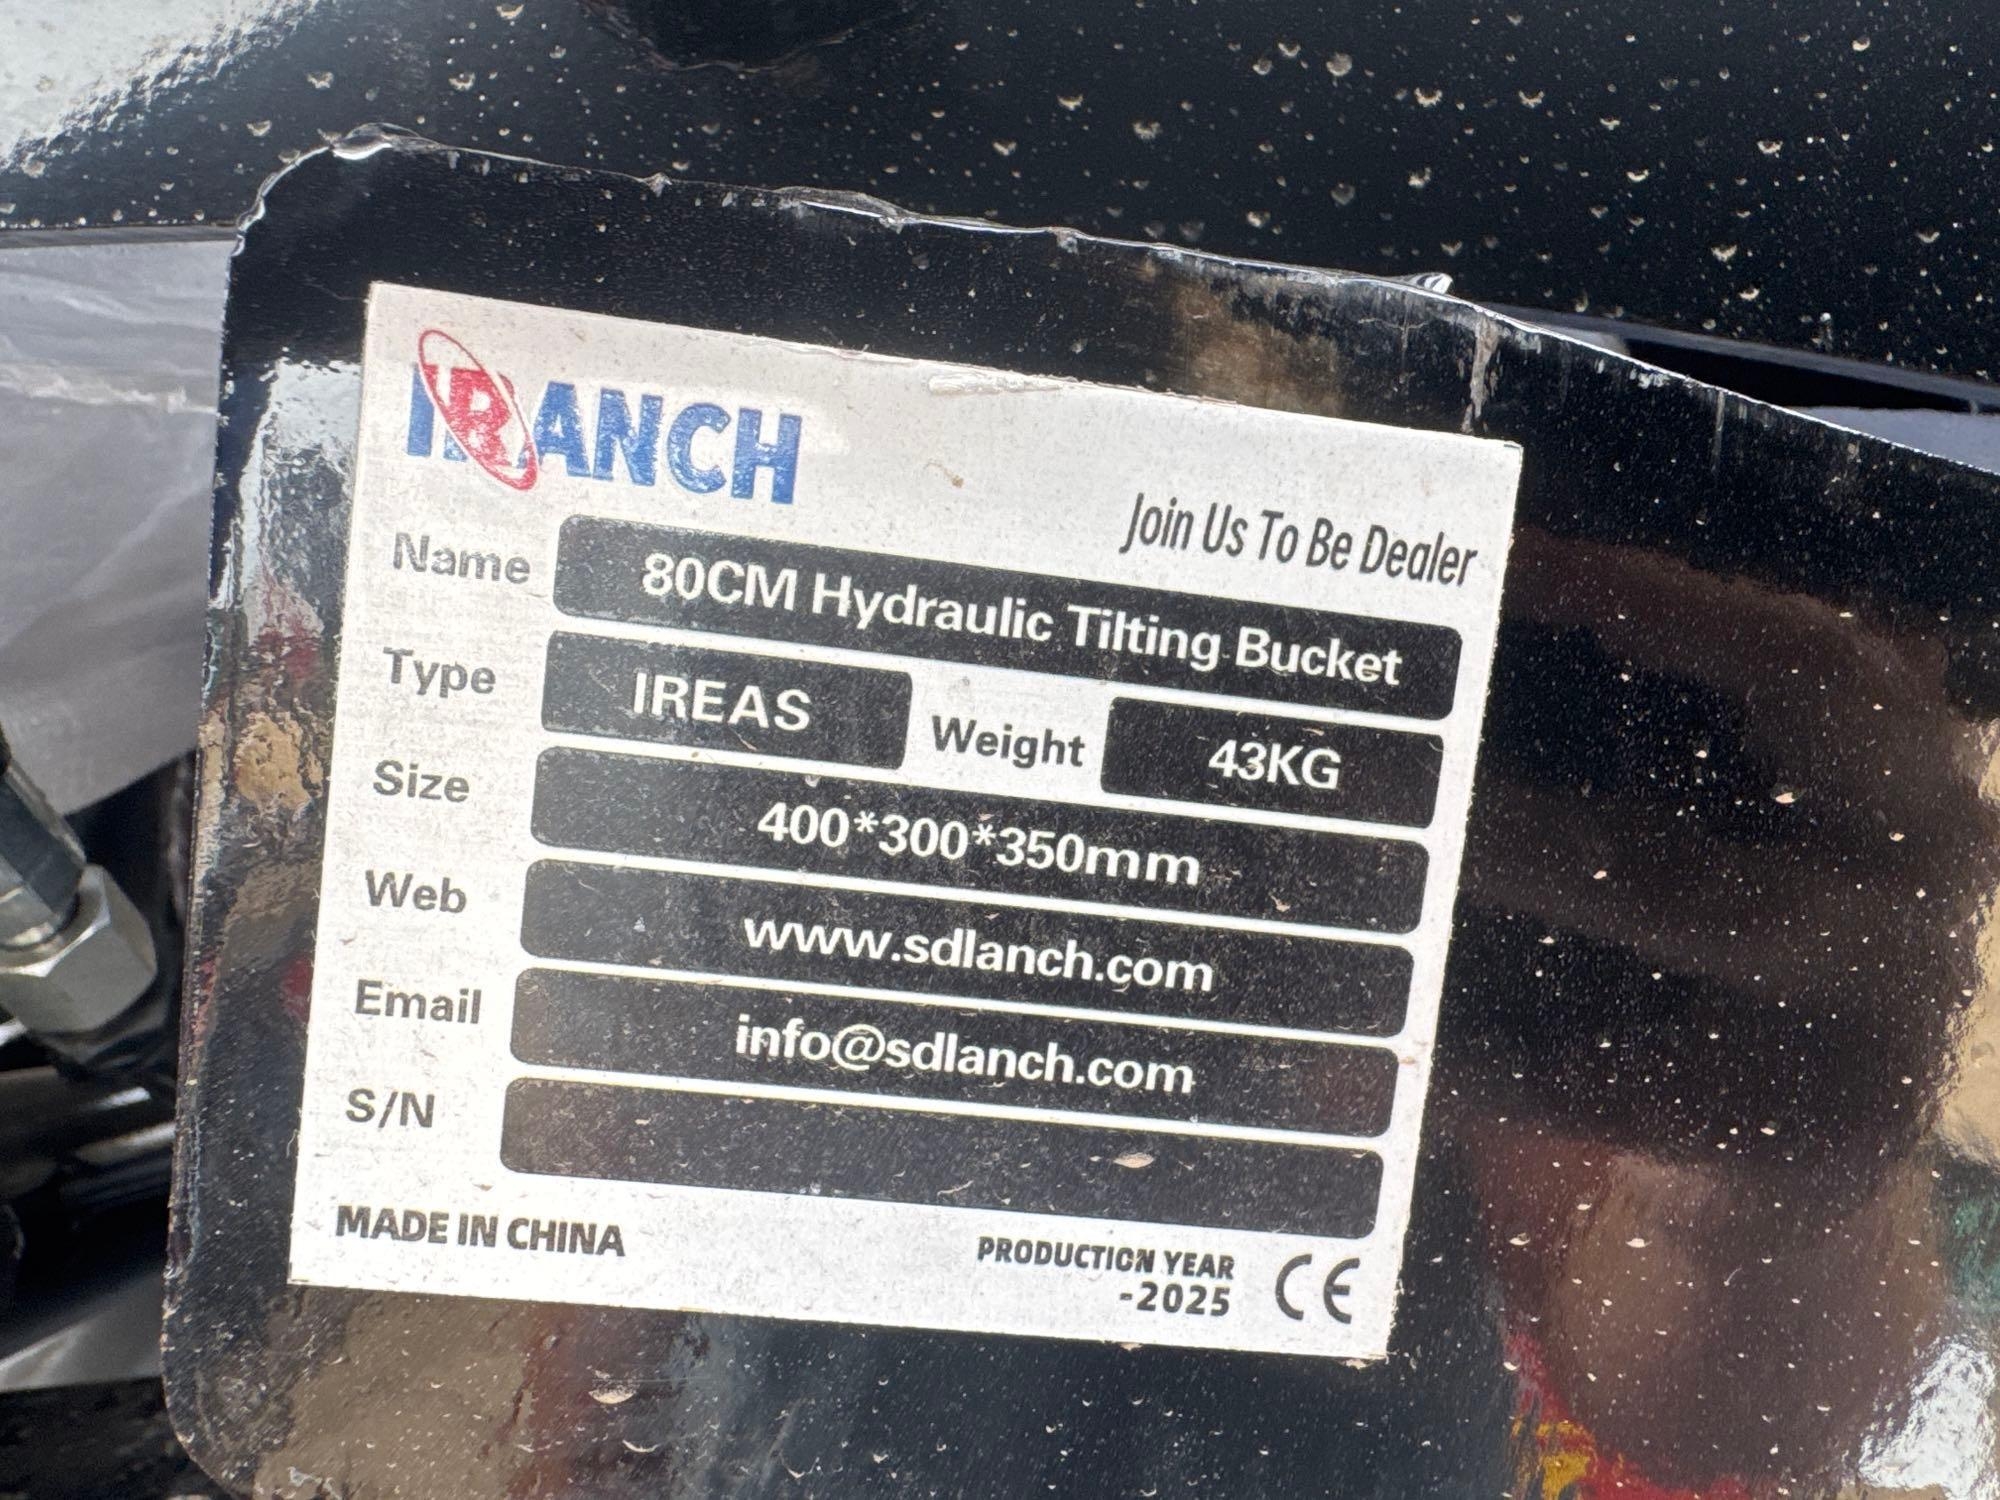 IRANCH
Join Us To Be Dealer
Name 80CM Hydraulic Tilting Bucket
Type IREAS Weight 43KG
Size 400*300*350mm
Web www.sdlanch.com
Email info@sdlanch.com
S/N
MADE IN CHINA
PRODUCTION YEAR
-2025
CE